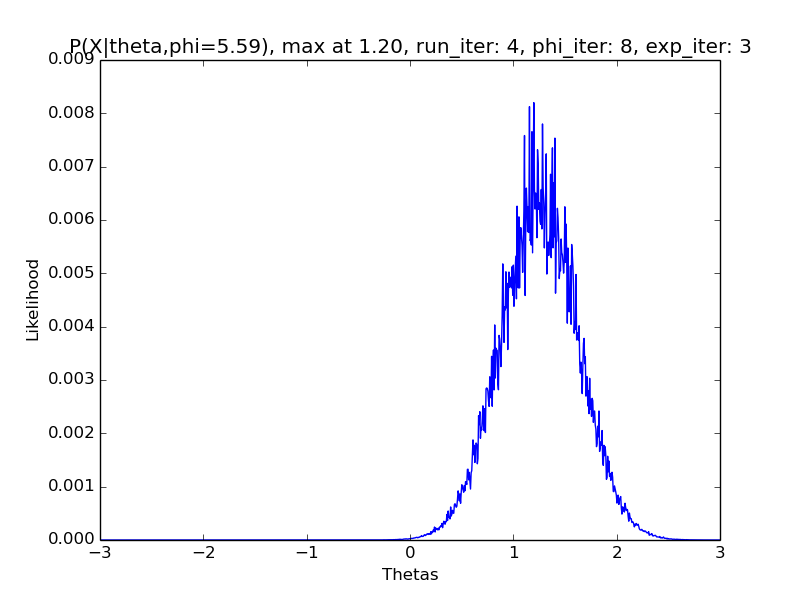 P(X|theta,phi=5.59), max at 1.20, run_iter: 4, phi_iter: 8, exp_iter: 3
0.009
0.008
0.007
0.006
0.005
0.004
0.003
0.002
0.001
0.000
Likelihood
−3 −2 −1 0 1 2 3
Thetas